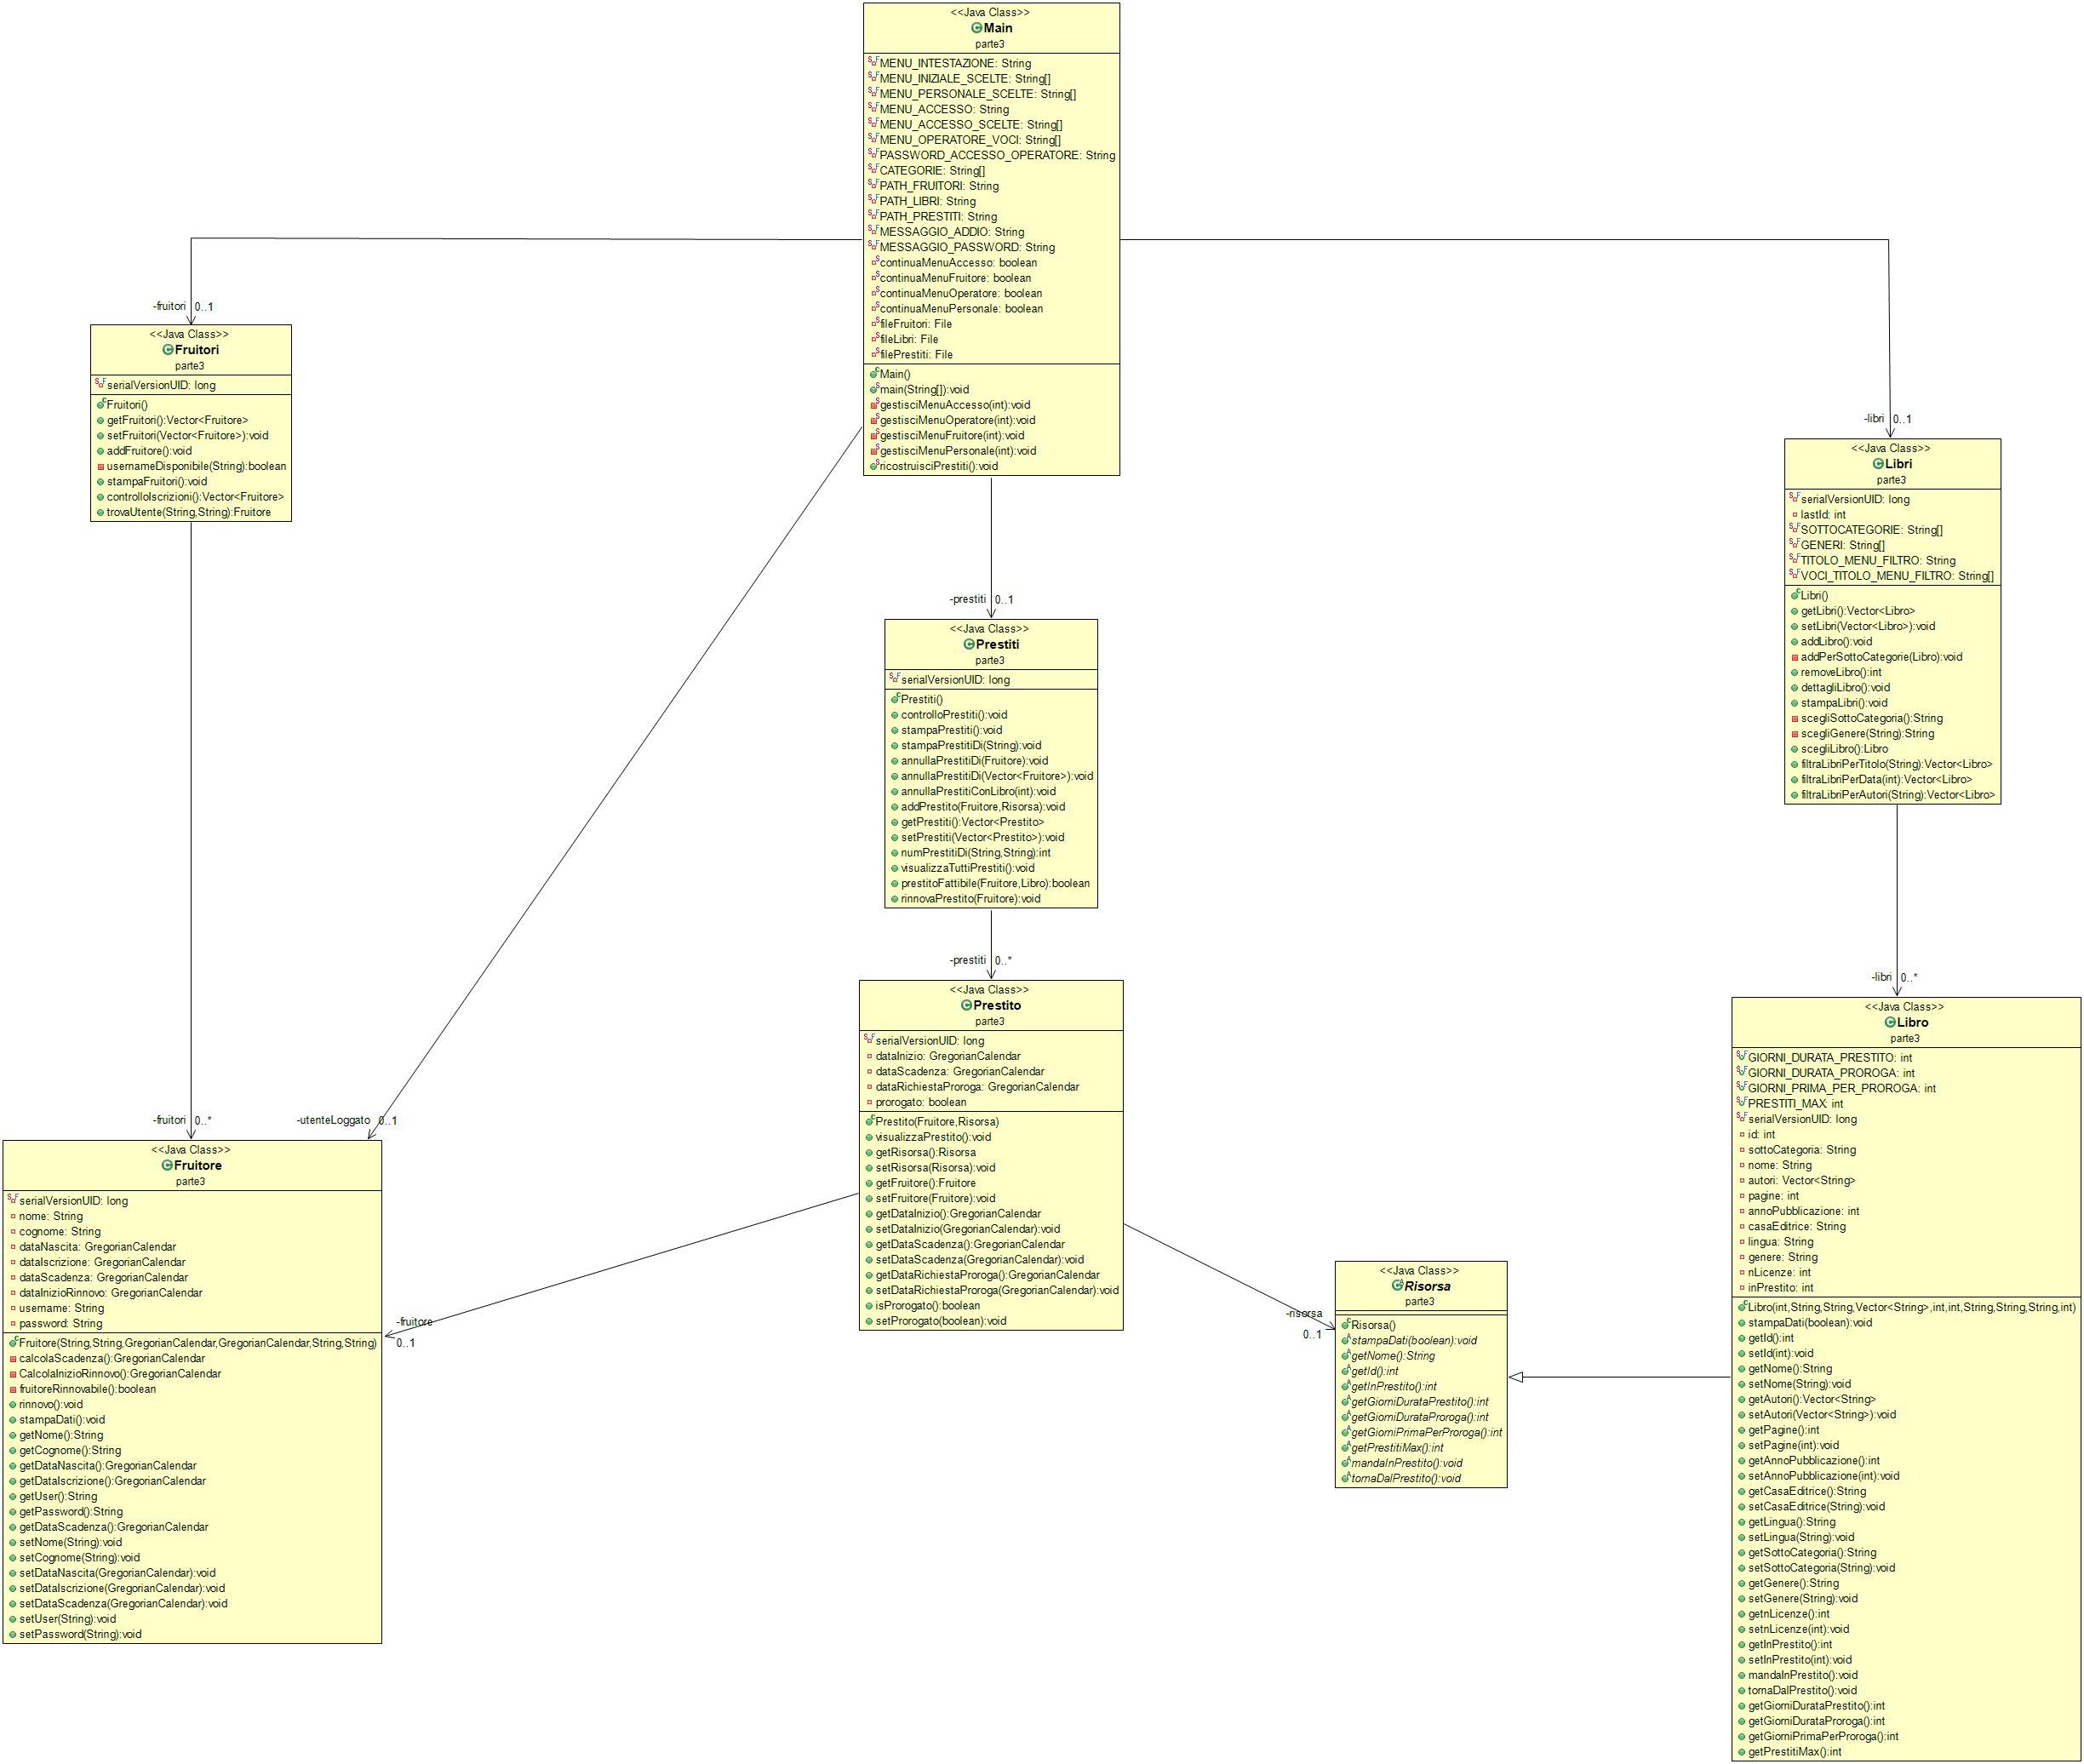 <<Java Class>>
Main
parte3
MENU_INTESTAZIONE: String
MENU_INIZIALE_SCELTE: String[]
MENU_PERSONALE_SCELTE: String[]
MENU_ACCESSO: String
MENU_ACCESSO_SCELTE: String[]
MENU_OPERATORE_VOCI: String[]
PASSWORD_ACCESSO_OPERATORE: String
CATEGORIE: String[]
PATH_FRUITORI: String
PATH_LIBRI: String
PATH_PRESTITI: String
MESSAGGIO_ADDIO: String
MESSAGGIO_PASSWORD: String
continuaMenuAccesso: boolean
continuaMenuFruitore: boolean
continuaMenuOperatore: boolean
continuaMenuPersonale: boolean
fileFruitori: File
fileLibri: File
filePrestiti: File
Main()
main(String[]):void
gestisciMenuAccesso(int):void
gestisciMenuOperatore(int):void
gestisciMenuFruitore(int):void
gestisciMenuPersonale(int):void
ricostruisciPrestiti():void
-fruitori 0..1
<<Java Class>>
Fruitori
parte3
serialVersionUID: long
Fruitori()
getFruitori():Vector<Fruitore>
setFruitori(Vector<Fruitore>):void
addFruitore():void
usernameDisponibile(String):boolean
stampaFruitori():void
controlloIscrizioni():Vector<Fruitore>
trovaUtente(String,String):Fruitore
-libri 0..1
<<Java Class>>
Libri
parte3
serialVersionUID: long
lastId: int
SOTTOCATEGORIE: String[]
GENERI: String[]
TITOLO_MENU_FILTRO: String
VOCI_TITOLO_MENU_FILTRO: String[]
Libri()
getLibri():Vector<Libro>
setLibri(Vector<Libro>):void
addLibro():void
addPerSottoCategorie(Libro):void
removeLibro():int
dettagliLibro():void
stampaLibri():void
scegliSottoCategoria():String
scegliGenere(String):String
scegliLibro():Libro
filtraLibriPerTitolo(String):Vector<Libro>
filtraLibriPerData(int):Vector<Libro>
filtraLibriPerAutori(String):Vector<Libro>
-prestiti 0..1
<<Java Class>>
Prestiti
parte3
serialVersionUID: long
Prestiti()
controlloPrestiti():void
stampaPrestiti():void
stampaPrestitiDi(String):void
annullaPrestitiDi(Fruitore):void
annullaPrestitiDi(Vector<Fruitore>):void
annullaPrestitiConLibro(int):void
addPrestito(Fruitore,Risorsa):void
getPrestiti():Vector<Prestito>
setPrestiti(Vector<Prestito>):void
numPrestitiDi(String,String):int
visualizzaTuttiPrestiti():void
prestitoFattibile(Fruitore,Libro):boolean
rinnovaPrestito(Fruitore):void
-prestiti 0..*
<<Java Class>>
Prestito
parte3
serialVersionUID: long
dataInizio: GregorianCalendar
dataScadenza: GregorianCalendar
dataRichiestaProroga: GregorianCalendar
prorogato: boolean
Prestito(Fruitore,Risorsa)
visualizzaPrestito():void
getRisorsa():Risorsa
setRisorsa(Risorsa):void
getFruitore():Fruitore
setFruitore(Fruitore):void
getDataInizio():GregorianCalendar
setDataInizio(GregorianCalendar):void
getDataScadenza():GregorianCalendar
setDataScadenza(GregorianCalendar):void
getDataRichiestaProroga():GregorianCalendar
setDataRichiestaProroga(GregorianCalendar):void
isProrogato():boolean
setProrogato(boolean):void
-fruitori 0..*
-utenteLoggato 0..1
<<Java Class>>
Fruitore
parte3
serialVersionUID: long
nome: String
cognome: String
dataNascita: GregorianCalendar
dataIscrizione: GregorianCalendar
dataScadenza: GregorianCalendar
dataInizioRinnovo: GregorianCalendar
username: String
password: String
Fruitore(String,String,GregorianCalendar,GregorianCalendar,String,String)
calcolaScadenza():GregorianCalendar
CalcolaInizioRinnovo():GregorianCalendar
fruitoreRinnovabile():boolean
rinnovo():void
stampaDati():void
getNome():String
getCognome():String
getDataNascita():GregorianCalendar
getDataIscrizione():GregorianCalendar
getUser():String
getPassword():String
getDataScadenza():GregorianCalendar
setNome(String):void
setCognome(String):void
setDataNascita(GregorianCalendar):void
setDataIscrizione(GregorianCalendar):void
setDataScadenza(GregorianCalendar):void
setUser(String):void
setPassword(String):void
-fruitore
0..1
-risorsa
0..1
<<Java Class>>
Risorsa
parte3
Risorsa()
stampaDati(boolean):void
getNome():String
getId():int
getInPrestito():int
getGiorniDurataPrestito():int
getGiorniDurataProroga():int
getGiorniPrimaPerProroga():int
getPrestitiMax():int
mandaInPrestito():void
tornaDalPrestito():void
-libri 0..*
<<Java Class>>
Libro
parte3
GIORNI_DURATA_PRESTITO: int
GIORNI_DURATA_PROROGA: int
GIORNI_PRIMA_PER_PROROGA: int
PRESTITI_MAX: int
serialVersionUID: long
id: int
sottoCategoria: String
nome: String
autori: Vector<String>
pagine: int
annoPubblicazione: int
casaEditrice: String
lingua: String
genere: String
nLicenze: int
inPrestito: int
Libro(int,String,String,Vector<String>,int,int,String,String,String,int)
stampaDati(boolean):void
getId():int
setId(int):void
getNome():String
setNome(String):void
getAutori():Vector<String>
setAutori(Vector<String>):void
getPagine():int
setPagine(int):void
getAnnoPubblicazione():int
setAnnoPubblicazione(int):void
getCasaEditrice():String
setCasaEditrice(String):void
getLingua():String
setLingua(String):void
getSottoCategoria():String
setSottoCategoria(String):void
getGenere():String
setGenere(String):void
getnLicenze():int
setnLicenze(int):void
getInPrestito():int
setInPrestito(int):void
mandaInPrestito():void
tornaDalPrestito():void
getGiorniDurataPrestito():int
getGiorniDurataProroga():int
getGiorniPrimaPerProroga():int
getPrestitiMax():int